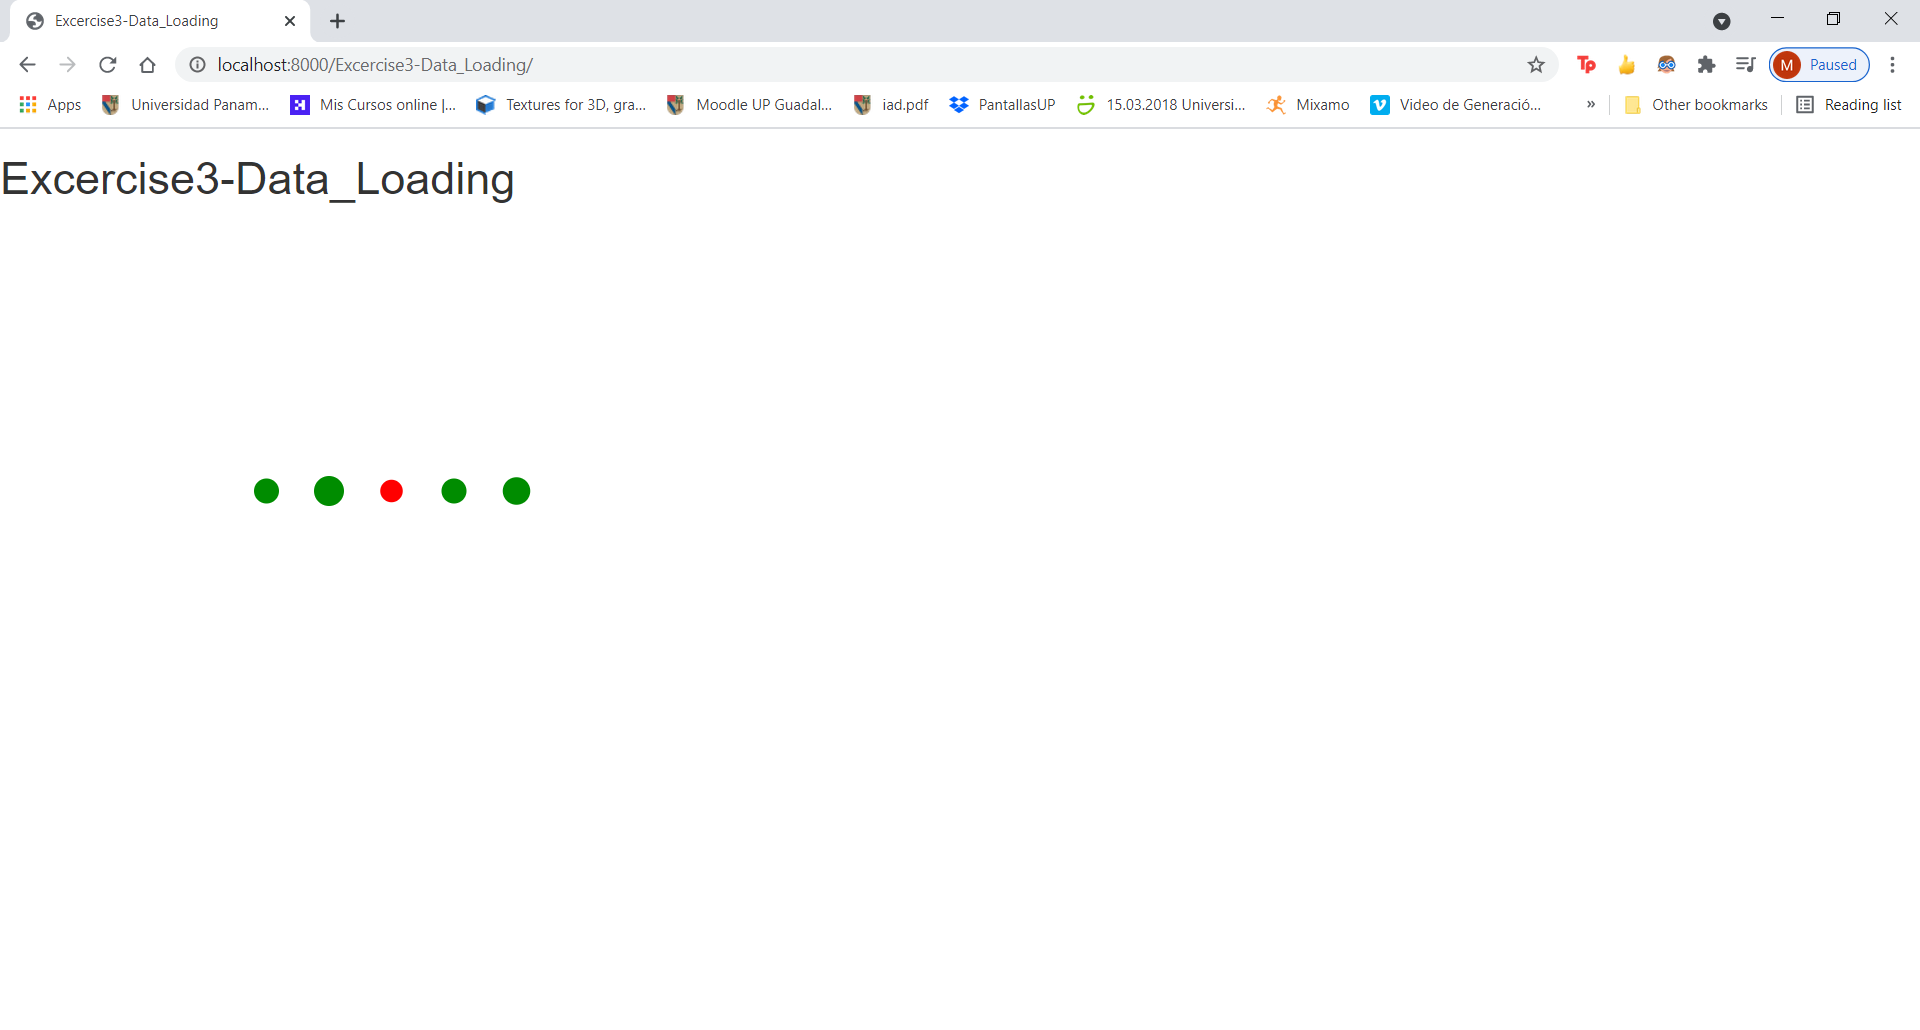 Excercise3-Data_Loading
localhost:8000/Excercise3-Data_Loading/
Tp
M Paused
Apps Universidad Panam... Mis Cursos online |... Textures for 3D, gra... Moodle UP Guadal... iad.pdf PantallasUP 15.03.2018 Universi... Mixamo Video de Generació... » Other bookmarks Reading list
Excercise3-Data_Loading